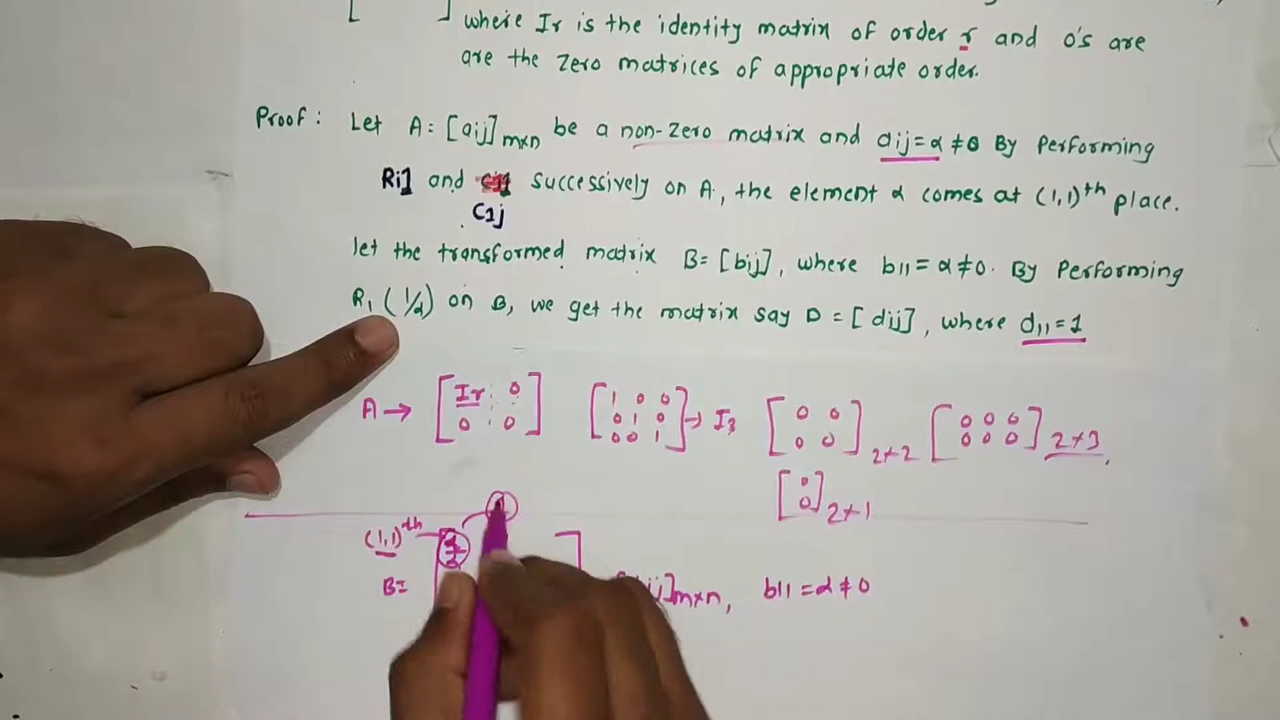 where Ir is the identity matrix of order r and 0's are
are the zero matrices of appropriate order.
Proof : Let A = [aij]m×n be a non-zero matrix and aij = α ≠ 0 By Performing
Ri1 and successively on A, the element α comes at (1,1)th place.
C1j
let the transformed matrix B = [bij], where b11 = α ≠ 0. By Performing
R1 (1/α) on B, we get the matrix say D = [dij], where d11 = 1
A → [Ir 0 [1 0 0 [0 0 [0 0 0
0 0] 0 1 0 → I3 0 0]2×2 0 0 0]2×3
0 0 1]
[0
0]2×1
(1,1)th
B = ij]m×n, b11 = α ≠ 0